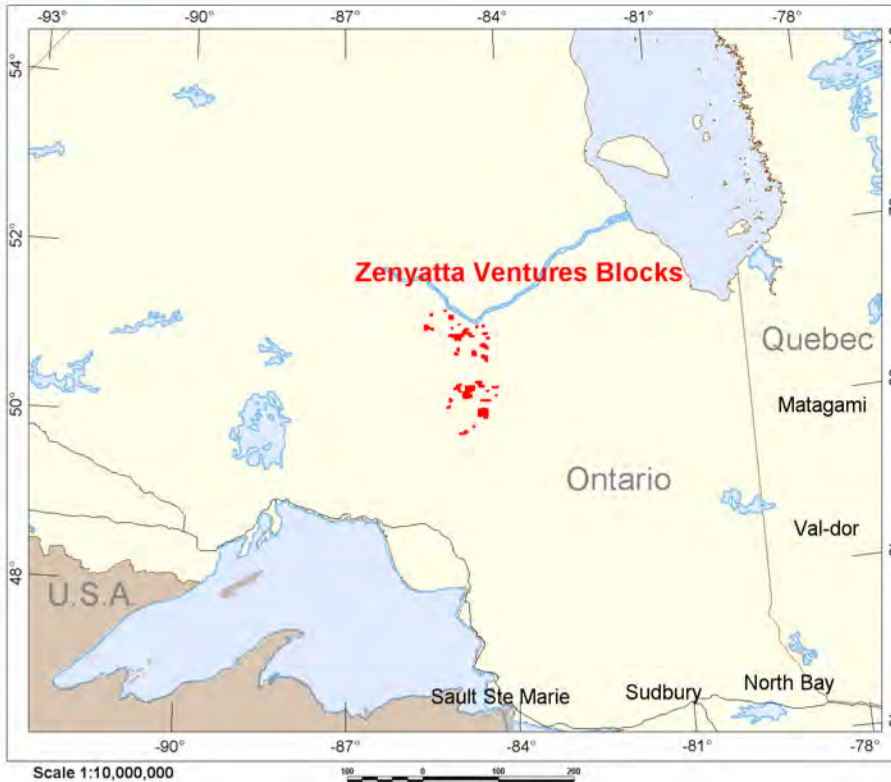 -93° -90° -87° -84° -81° -78°
54°
52°
Zenyatta Ventures Blocks
Quebec
50°
Matagami
Ontario
Val-dor
48°
U.S.A.
Sault Ste Marie Sudbury North Bay
-90° -87° -84° -81° -78°
Scale 1:10,000,000
100 0 100 200